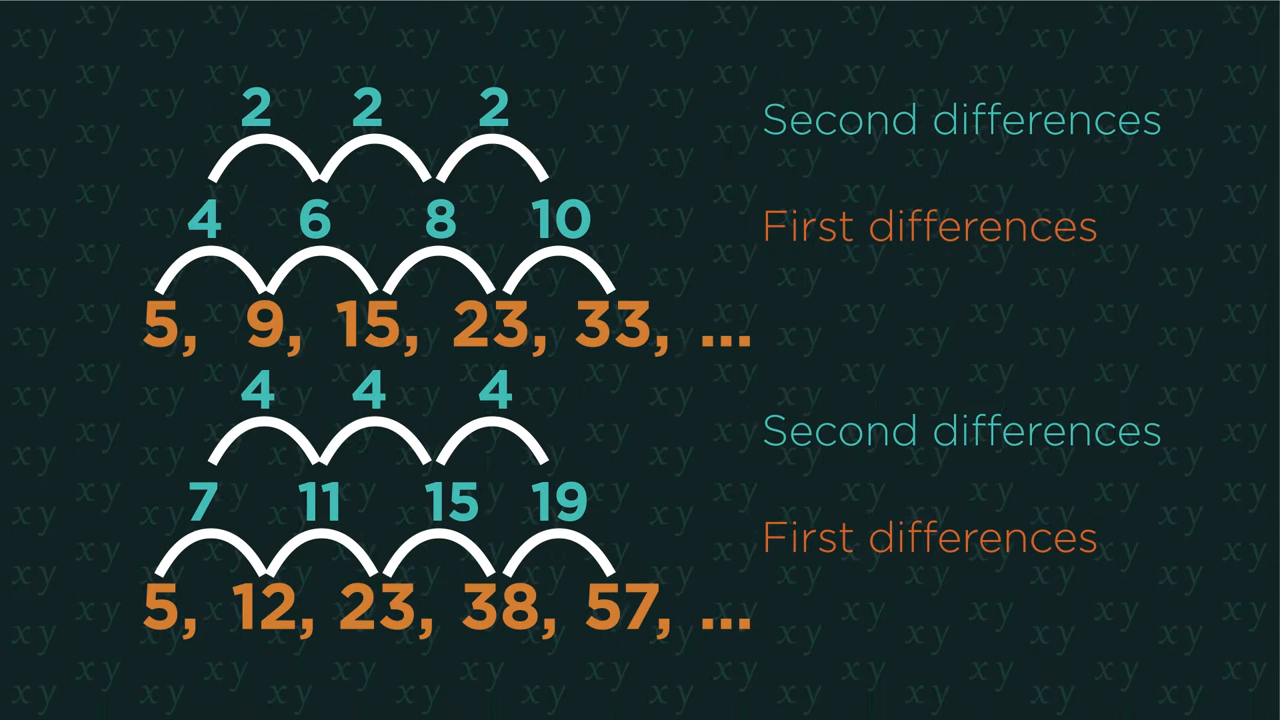 2 2 2 Second differences
4 6 8 10 First differences
5, 9, 15, 23, 33, ...
4 4 4 Second differences
7 11 15 19 First differences
5, 12, 23, 38, 57, ...